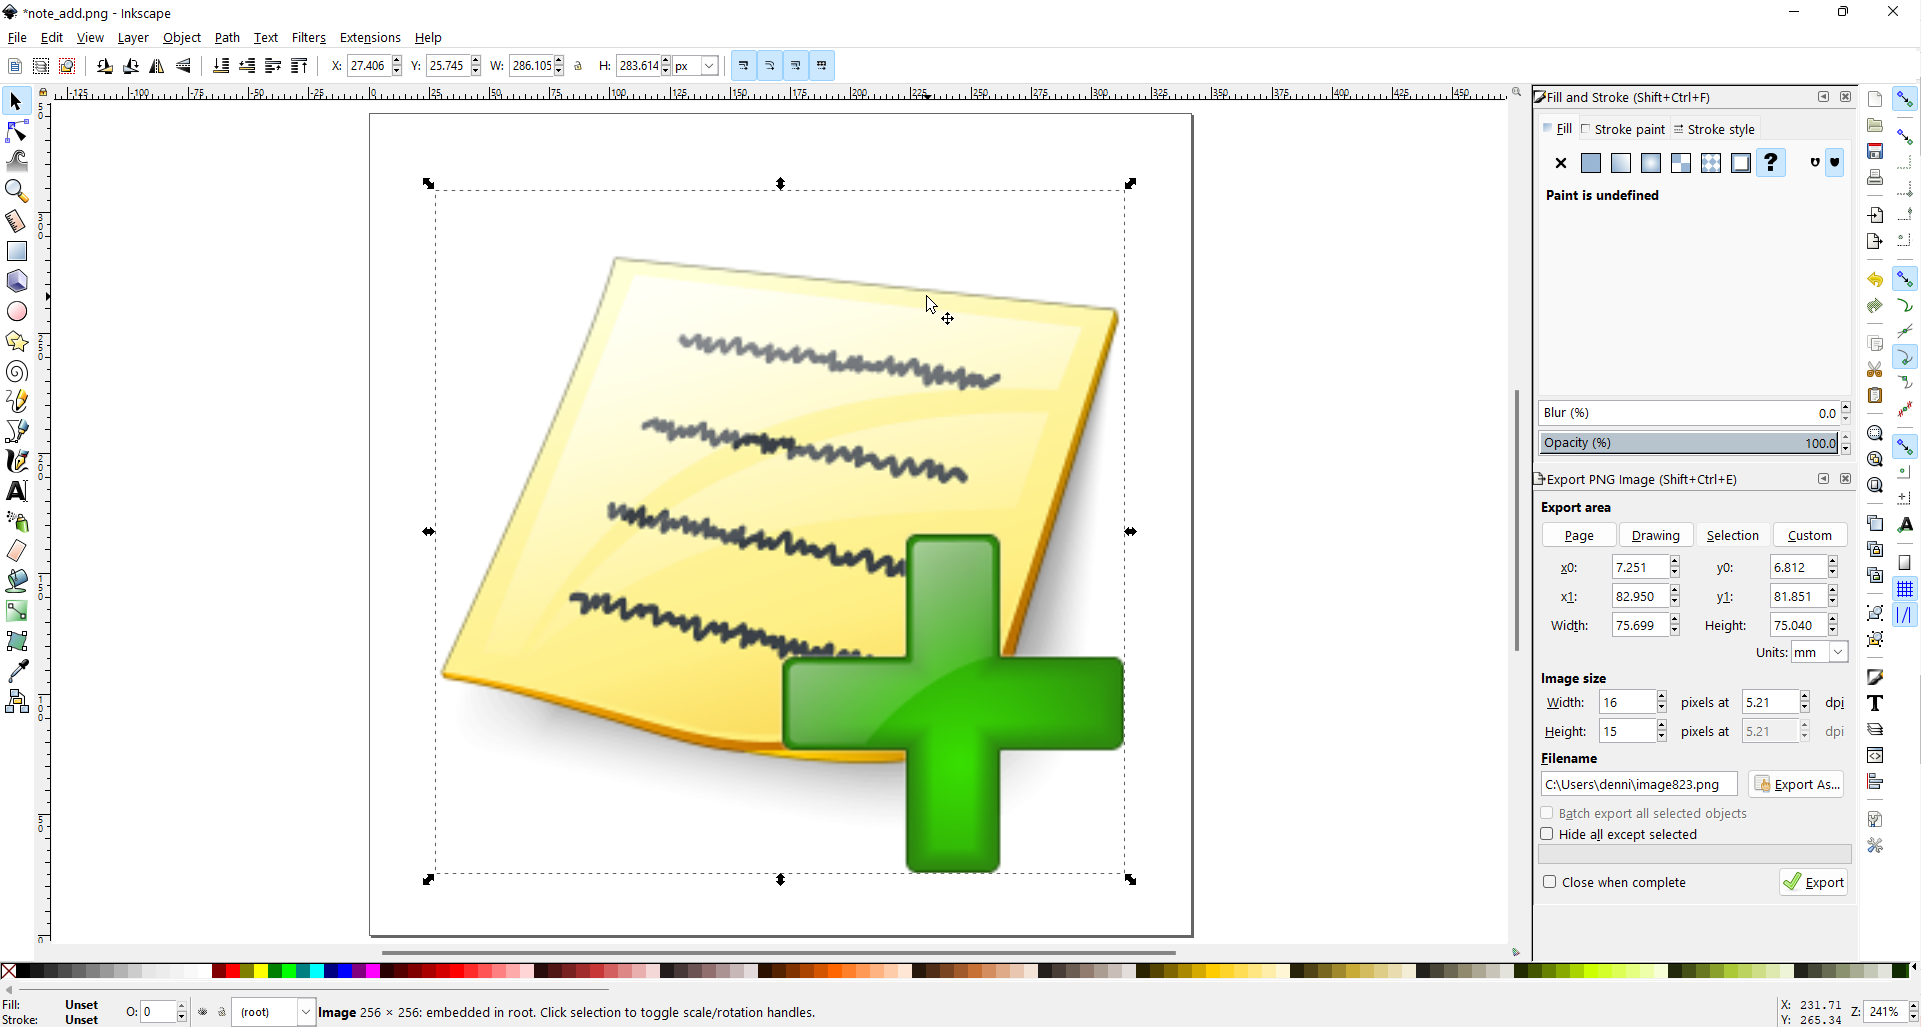 *note_add.png - Inkscape
File Edit View Layer Object Path Text Filters Extensions Help
X: 27.406 Y: 25.745 W: 286.105 H: 283.614 px
-125 -100 -75 -50 -25 0 25 50 75 100 125 150 175 200 225 250 275 300 325 350 375 400 425 450
Fill and Stroke (Shift+Ctrl+F)
Fill Stroke paint Stroke style
?
Paint is undefined
Blur (%) 0.0
Opacity (%) 100.0
Export PNG Image (Shift+Ctrl+E)
Export area
Page Drawing Selection Custom
x0: 7.251 y0: 6.812
x1: 82.950 y1: 81.851
Width: 75.699 Height: 75.040
Units: mm
Image size
Width: 16 pixels at 5.21 dpi
Height: 15 pixels at 5.21 dpi
Filename
C:\Users\denni\image823.png Export As...
Batch export all selected objects
Hide all except selected
Close when complete Export
Fill: Unset O: 0 (root) Image 256 × 256: embedded in root. Click selection to toggle scale/rotation handles. X: 231.71 Z: 241%
Stroke: Unset Y: 265.34